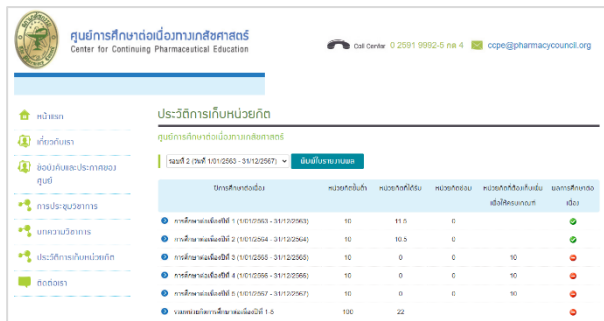 ศูนย์การศึกษาต่อเนื่องทางเภสัชศาสตร์
Center for Continuing Pharmaceutical Education
Call Center 0 2591 9992-5 กด 4 ccpe@pharmacycouncil.org
หน้าแรก
เกี่ยวกับเรา
ข้อบังคับและประกาศของ
ศูนย์
การประชุมวิชาการ
บทความวิชาการ
ประวัติการเก็บหน่วยกิต
ติดต่อเรา
ประวัติการเก็บหน่วยกิต
ศูนย์การศึกษาต่อเนื่องทางเภสัชศาสตร์
รอบที่ 2 (วันที่ 1/01/2563 - 31/12/2567) พิมพ์ใบรายงานผล
ปีการศึกษาต่อเนื่อง หน่วยกิตขั้นต่ำ หน่วยกิตที่ได้รับ หน่วยกิตซ่อม หน่วยกิตที่ต้องเก็บเพิ่ม ผลการศึกษาต่อ
เพื่อให้ครบเกณฑ์ เนื่อง
การศึกษาต่อเนื่องปีที่ 1 (1/01/2563 - 31/12/2563) 10 11.5 0
การศึกษาต่อเนื่องปีที่ 2 (1/01/2564 - 31/12/2564) 10 10.5 0
การศึกษาต่อเนื่องปีที่ 3 (1/01/2565 - 31/12/2565) 10 0 0 10
การศึกษาต่อเนื่องปีที่ 4 (1/01/2566 - 31/12/2566) 10 0 0 10
การศึกษาต่อเนื่องปีที่ 5 (1/01/2567 - 31/12/2567) 10 0 0 10
รวมหน่วยกิตการศึกษาต่อเนื่องปีที่ 1-5 100 22